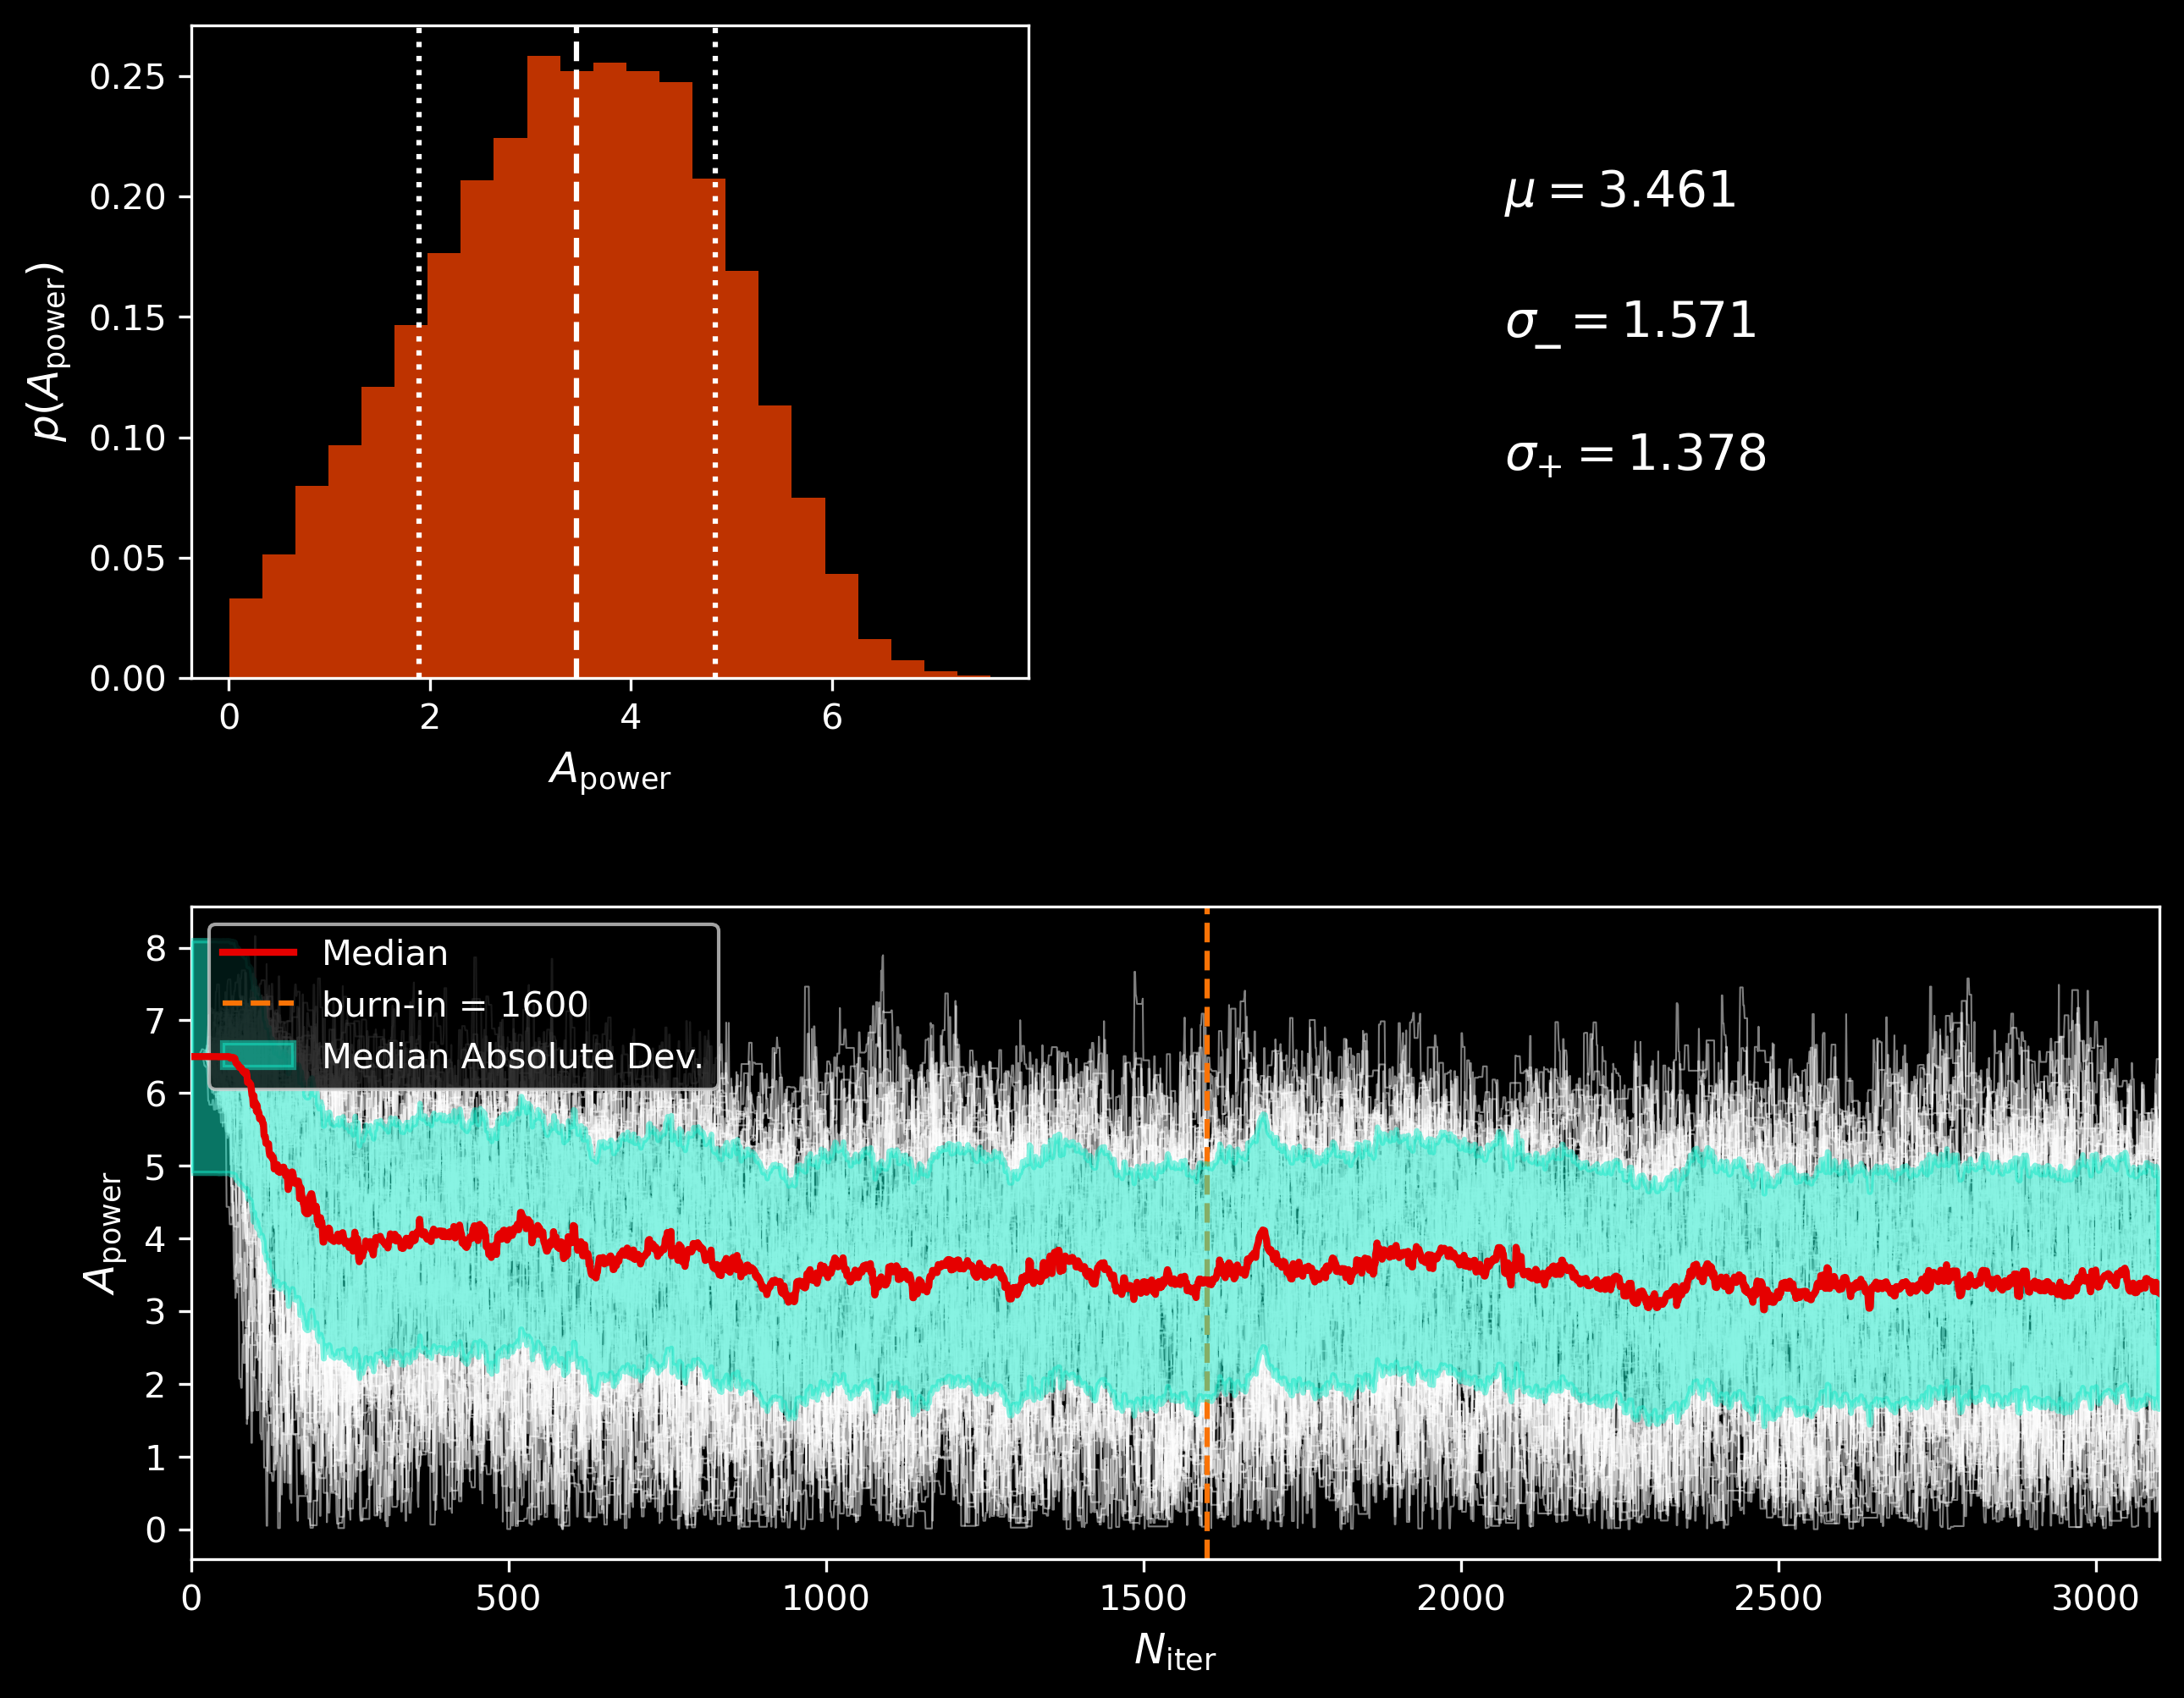 0.25
0.20
0.15
0.10
0.05
0.00
p(A_power)
0 2 4 6
A_power
μ = 3.461
σ_− = 1.571
σ_+ = 1.378
8
7
6
5
4
3
2
1
0
A_power
Median
burn-in = 1600
Median Absolute Dev.
0 500 1000 1500 2000 2500 3000
N_iter